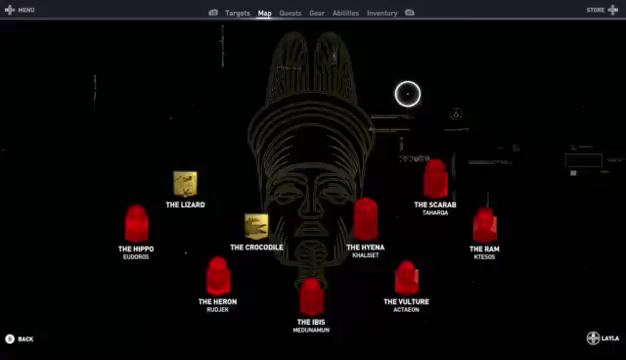 MENU
Targets Map Quests Gear Abilities Inventory
STORE
THE LIZARD
THE SCARAB
TAHARQA
THE HIPPO
EUDOROS
THE CROCODILE
THE HYENA
KHALISET
THE RAM
KTESOS
THE HERON
RUDJEK
THE VULTURE
ACTAEON
THE IBIS
MEDUNAMUN
BACK
LAYLA